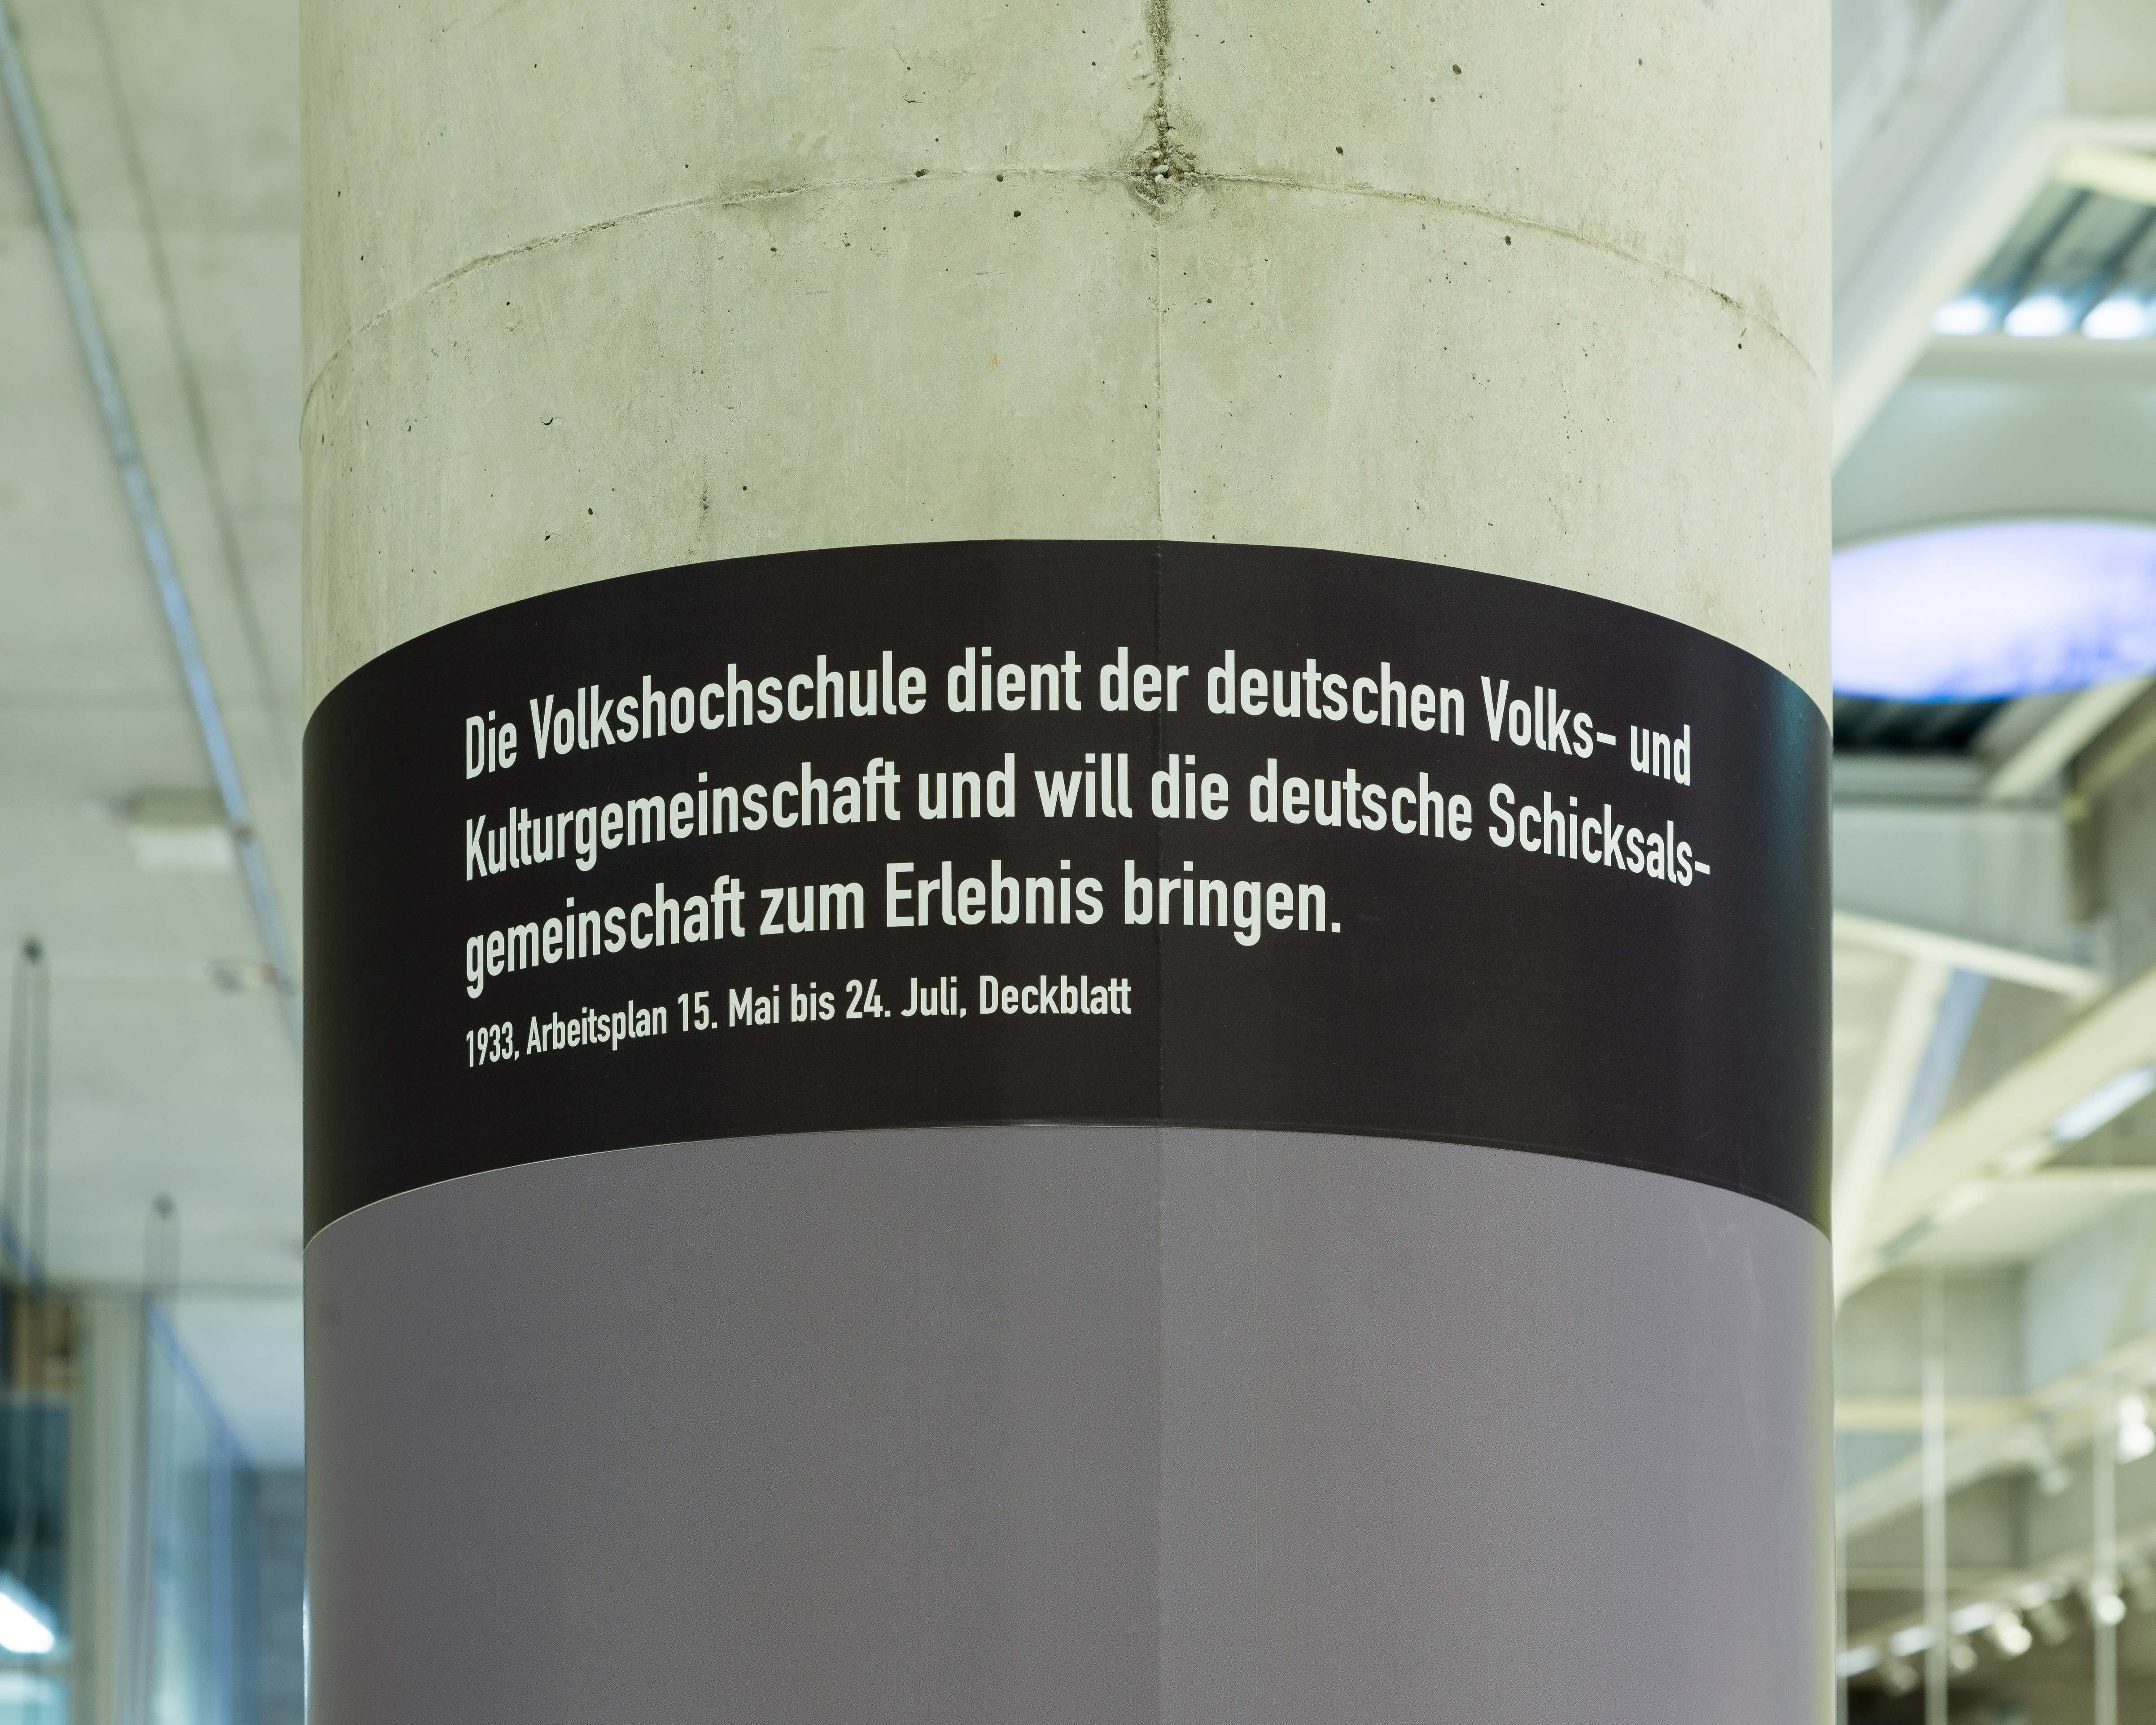 Die Volkshochschule dient der deutschen Volks- und
Kulturgemeinschaft und will die deutsche Schicksals-
gemeinschaft zum Erlebnis bringen.
1933, Arbeitsplan 15. Mai bis 24. Juli, Deckblatt